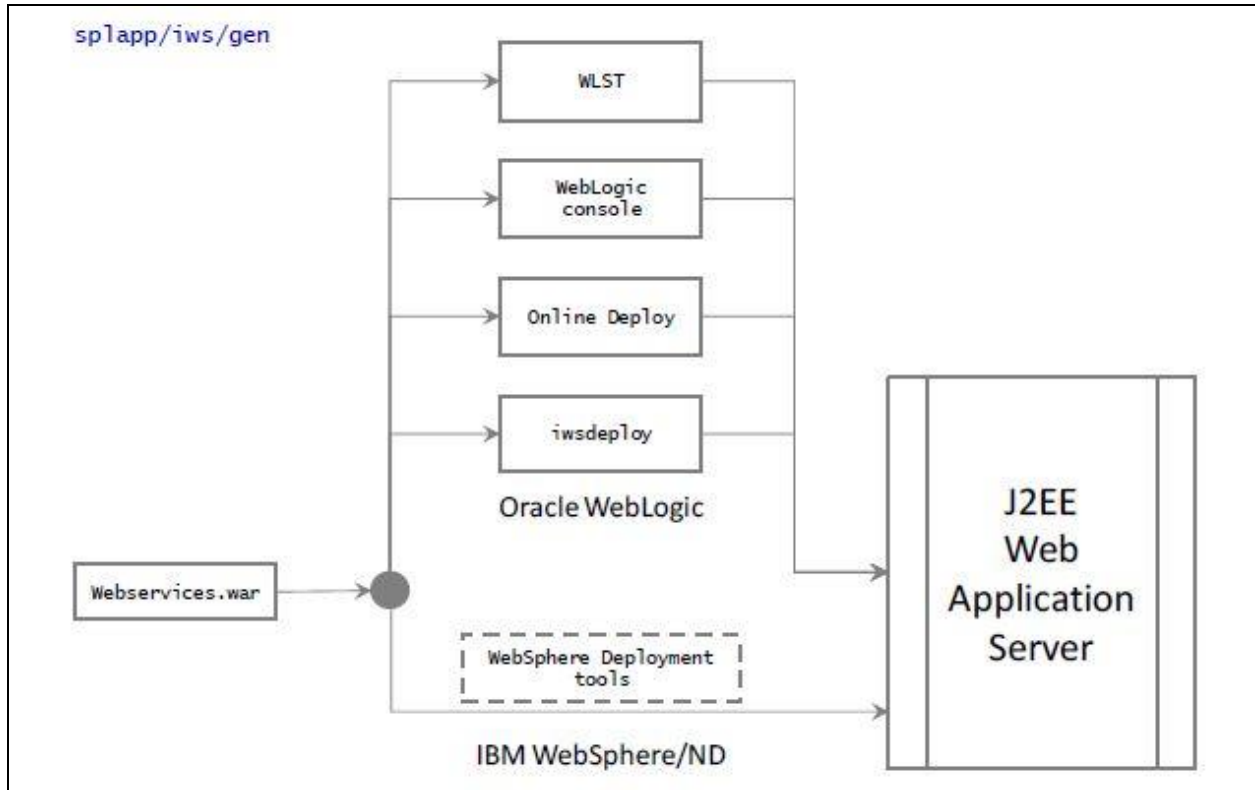 splapp/iws/gen
WLST
WebLogic
console
Online Deploy
iwsdeploy
Oracle WebLogic
Webservices.war
WebSphere Deployment
tools
IBM WebSphere/ND
J2EE
Web
Application
Server